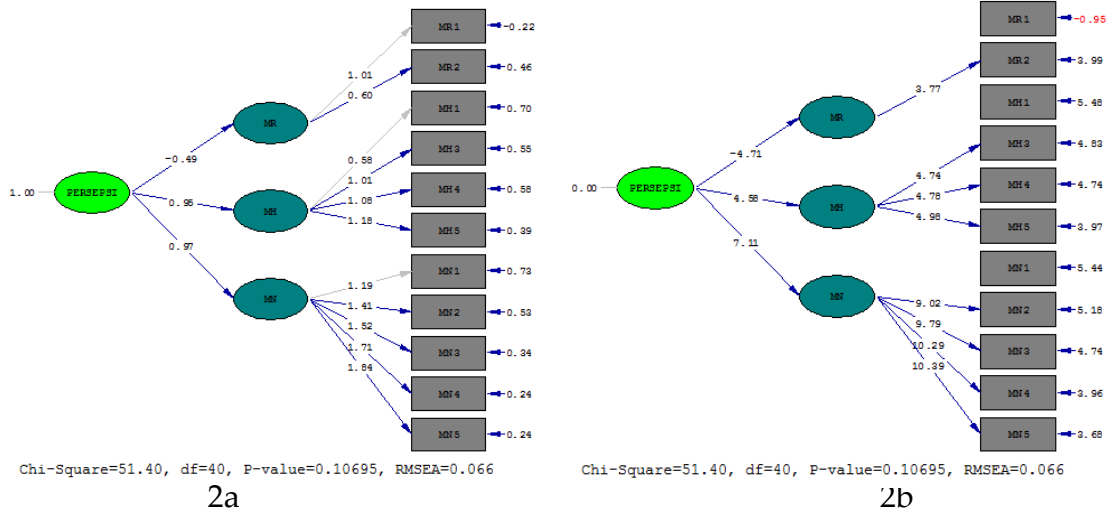 MR1
-0.22
1.01
MR2
0.46
0.60
MH1
0.70
MR
0.58
MH3
0.55
-0.49
1.01
1.00
PERSEPSI
0.95
MH
1.08
MH4
0.58
1.18
MH5
0.39
0.97
MN1
0.73
1.19
MN
1.41
MN2
0.53
1.52
1.71
MN3
0.34
1.84
MN4
0.24
MN5
0.24
Chi-Square=51.40, df=40, P-value=0.10695, RMSEA=0.066
2a
MR1
-0.95
MR2
3.99
3.77
MH1
5.48
MR
MH3
4.83
-4.71
4.74
0.00
PERSEPSI
4.58
MH
4.78
MH4
4.74
4.98
MH5
3.97
7.11
MN1
5.44
MN
9.02
MN2
5.18
9.79
10.29
MN3
4.74
10.39
MN4
3.96
MN5
3.68
Chi-Square=51.40, df=40, P-value=0.10695, RMSEA=0.066
2b